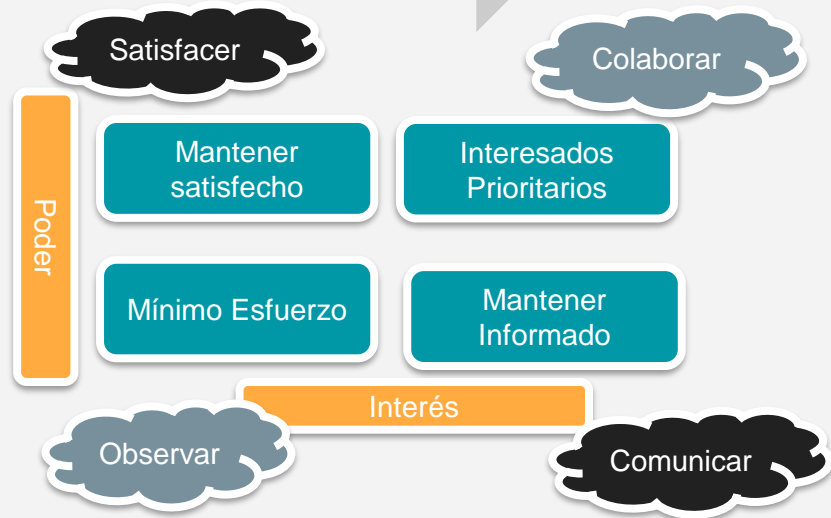 Satisfacer
Colaborar
Mantener
satisfecho
Interesados
Prioritarios
Poder
Mínimo Esfuerzo
Mantener
Informado
Interés
Observar
Comunicar